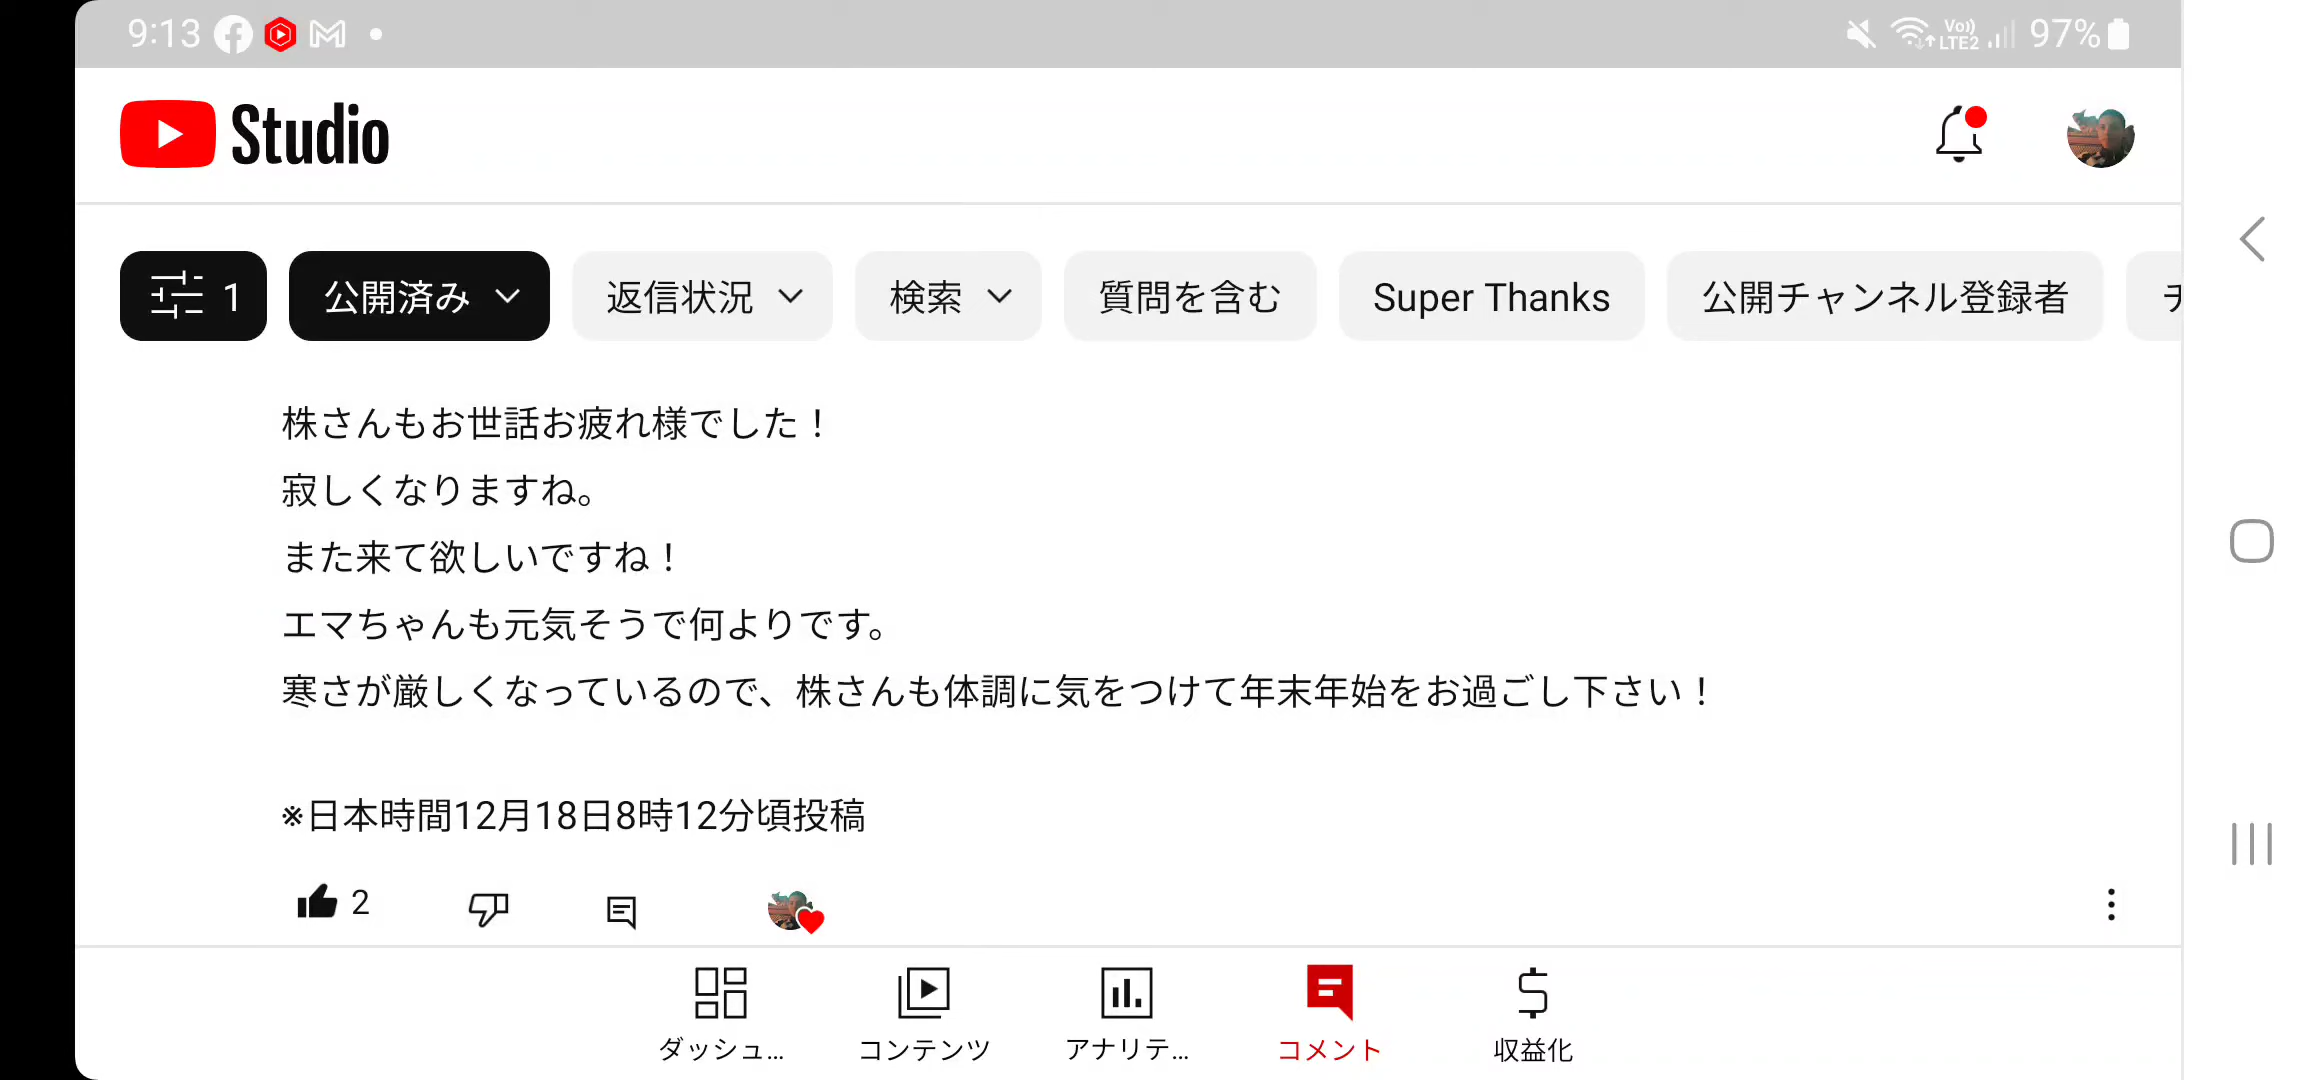 9:13
Vo)) LTE2 97%
Studio
1 公開済み 返信状況 検索 質問を含む Super Thanks 公開チャンネル登録者
株さんもお世話お疲れ様でした！
寂しくなりますね。
また来て欲しいですね！
エマちゃんも元気そうで何よりです。
寒さが厳しくなっているので、株さんも体調に気をつけて年末年始をお過ごし下さい！
※日本時間12月18日8時12分頃投稿
2
ダッシュ... コンテンツ アナリテ... コメント 収益化